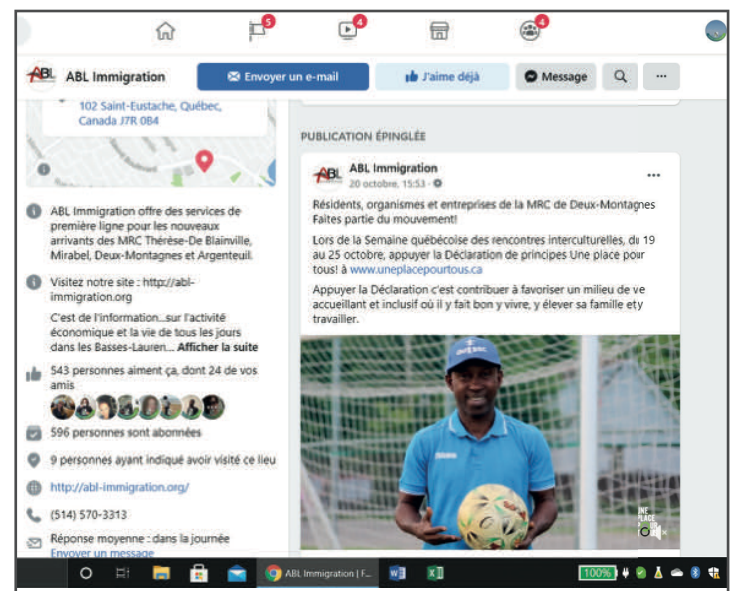 5
4
4
ABL
ABL Immigration
Envoyer un e-mail
J'aime déjà
Message
102 Saint-Eustache, Québec,
Canada J7R 0B4
ABL Immigration offre des services de
première ligne pour les nouveaux
arrivants des MRC Thérèse-De Blainville,
Mirabel, Deux-Montagnes et Argenteuil.
Visitez notre site : http://abl-
immigration.org
C'est de l'information...sur l'activité
économique et la vie de tous les jours
dans les Basses-Lauren... Afficher la suite
543 personnes aiment ça, dont 24 de vos
amis
596 personnes sont abonnées
9 personnes ayant indiqué avoir visité ce lieu
http://abl-immigration.org/
(514) 570-3313
Réponse moyenne : dans la journée
Envoyer un message
PUBLICATION ÉPINGLÉE
ABL
ABL Immigration
20 octobre, 15:53 ·
Résidents, organismes et entreprises de la MRC de Deux-Montagnes
Faites partie du mouvement!
Lors de la Semaine québécoise des rencontres interculturelles, du 19
au 25 octobre, appuyer la Déclaration de principes Une place pour
tous! à www.uneplacepourtous.ca
Appuyer la Déclaration c'est contribuer à favoriser un milieu de ve
accueillant et inclusif où il y fait bon y vivre, y élever sa famille ety
travailler.
ABL Immigration | F...
100%